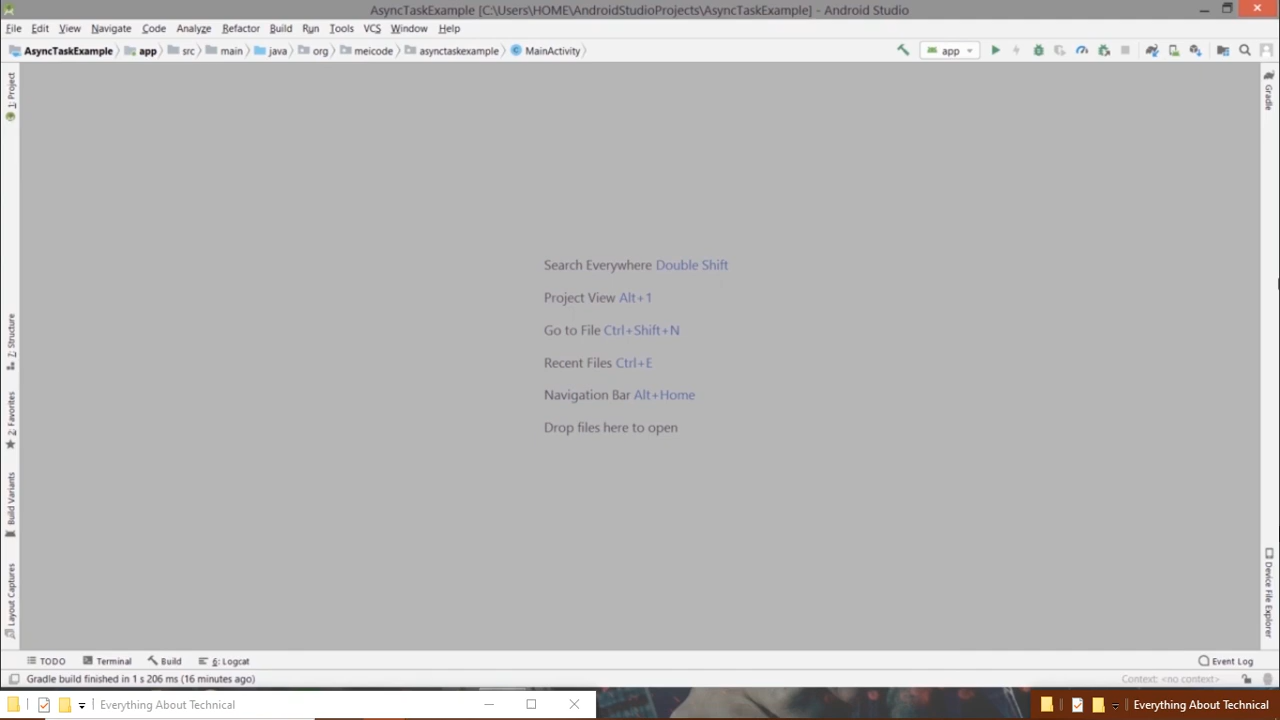 AsyncTaskExample [C:\Users\HOME\AndroidStudioProjects\AsyncTaskExample] - Android Studio
File Edit View Navigate Code Analyze Refactor Build Run Tools VCS Window Help
AsyncTaskExample app src main java org meicode asynctaskexample MainActivity app
1: Project
Gradle
Search Everywhere Double Shift
Project View Alt+1
Go to File Ctrl+Shift+N
Recent Files Ctrl+E
Navigation Bar Alt+Home
Drop files here to open
7: Structure
2: Favorites
Build Variants
Layout Captures
Device File Explorer
TODO Terminal Build 6: Logcat Event Log
Gradle build finished in 1 s 206 ms (16 minutes ago) Context: <no context>
Everything About Technical Everything About Technical